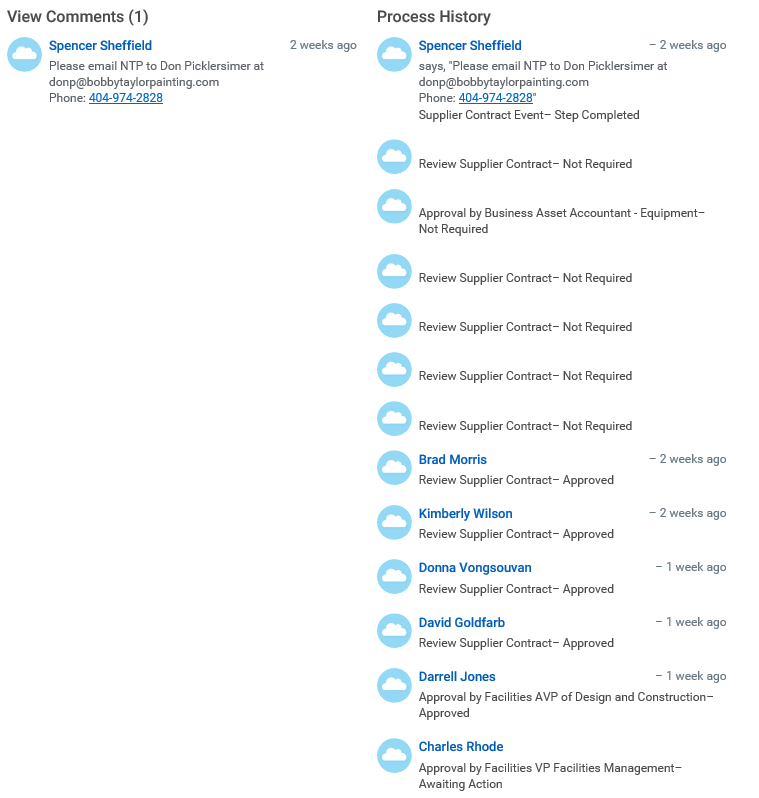 View Comments (1)
Spencer Sheffield 2 weeks ago
Please email NTP to Don Picklersimer at
donp@bobbytaylorpainting.com
Phone: 404-974-2828
Process History
Spencer Sheffield – 2 weeks ago
says, "Please email NTP to Don Picklersimer at
donp@bobbytaylorpainting.com
Phone: 404-974-2828"
Supplier Contract Event– Step Completed
Review Supplier Contract– Not Required
Approval by Business Asset Accountant - Equipment–
Not Required
Review Supplier Contract– Not Required
Review Supplier Contract– Not Required
Review Supplier Contract– Not Required
Review Supplier Contract– Not Required
Brad Morris – 2 weeks ago
Review Supplier Contract– Approved
Kimberly Wilson – 2 weeks ago
Review Supplier Contract– Approved
Donna Vongsouvan – 1 week ago
Review Supplier Contract– Approved
David Goldfarb – 1 week ago
Review Supplier Contract– Approved
Darrell Jones – 1 week ago
Approval by Facilities AVP of Design and Construction–
Approved
Charles Rhode
Approval by Facilities VP Facilities Management–
Awaiting Action